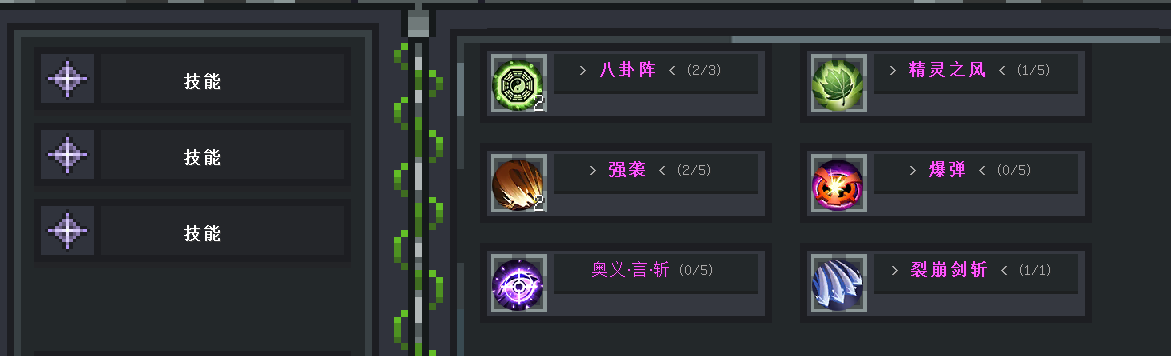 技能
技能
技能
> 八卦阵 < (2/3)
2
> 精灵之风 < (1/5)
> 强袭 < (2/5)
2
> 爆弹 < (0/5)
奥义·言·斩 (0/5)
> 裂崩剑斩 < (1/1)